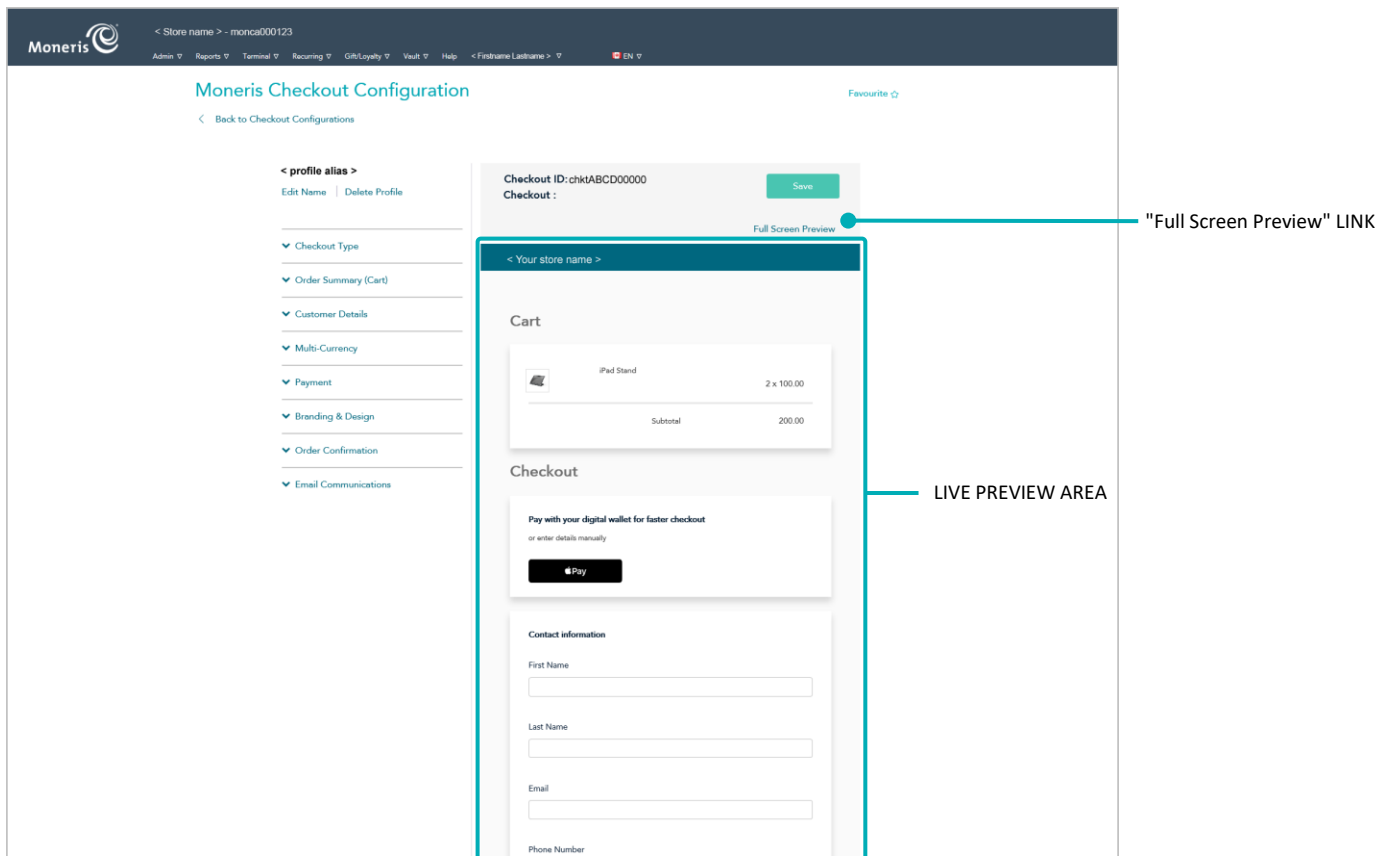 < Store name > - monca000123
Moneris
Admin ▽ Reports ▽ Terminal ▽ Recurring ▽ Gift/Loyalty ▽ Vault ▽ Help < Firstname Lastname > ▽ EN ▽
Moneris Checkout Configuration
Favourite ☆
< Back to Checkout Configurations
< profile alias >
Edit Name | Delete Profile
Checkout Type
Order Summary (Cart)
Customer Details
Multi-Currency
Payment
Branding & Design
Order Confirmation
Email Communications
Checkout ID: chktABCD00000
Checkout :
Save
Full Screen Preview
"Full Screen Preview" LINK
< Your store name >
Cart
iPad Stand
2 x 100.00
Subtotal 200.00
Checkout
LIVE PREVIEW AREA
Pay with your digital wallet for faster checkout
or enter details manually
Pay
Contact information
First Name
Last Name
Email
Phone Number